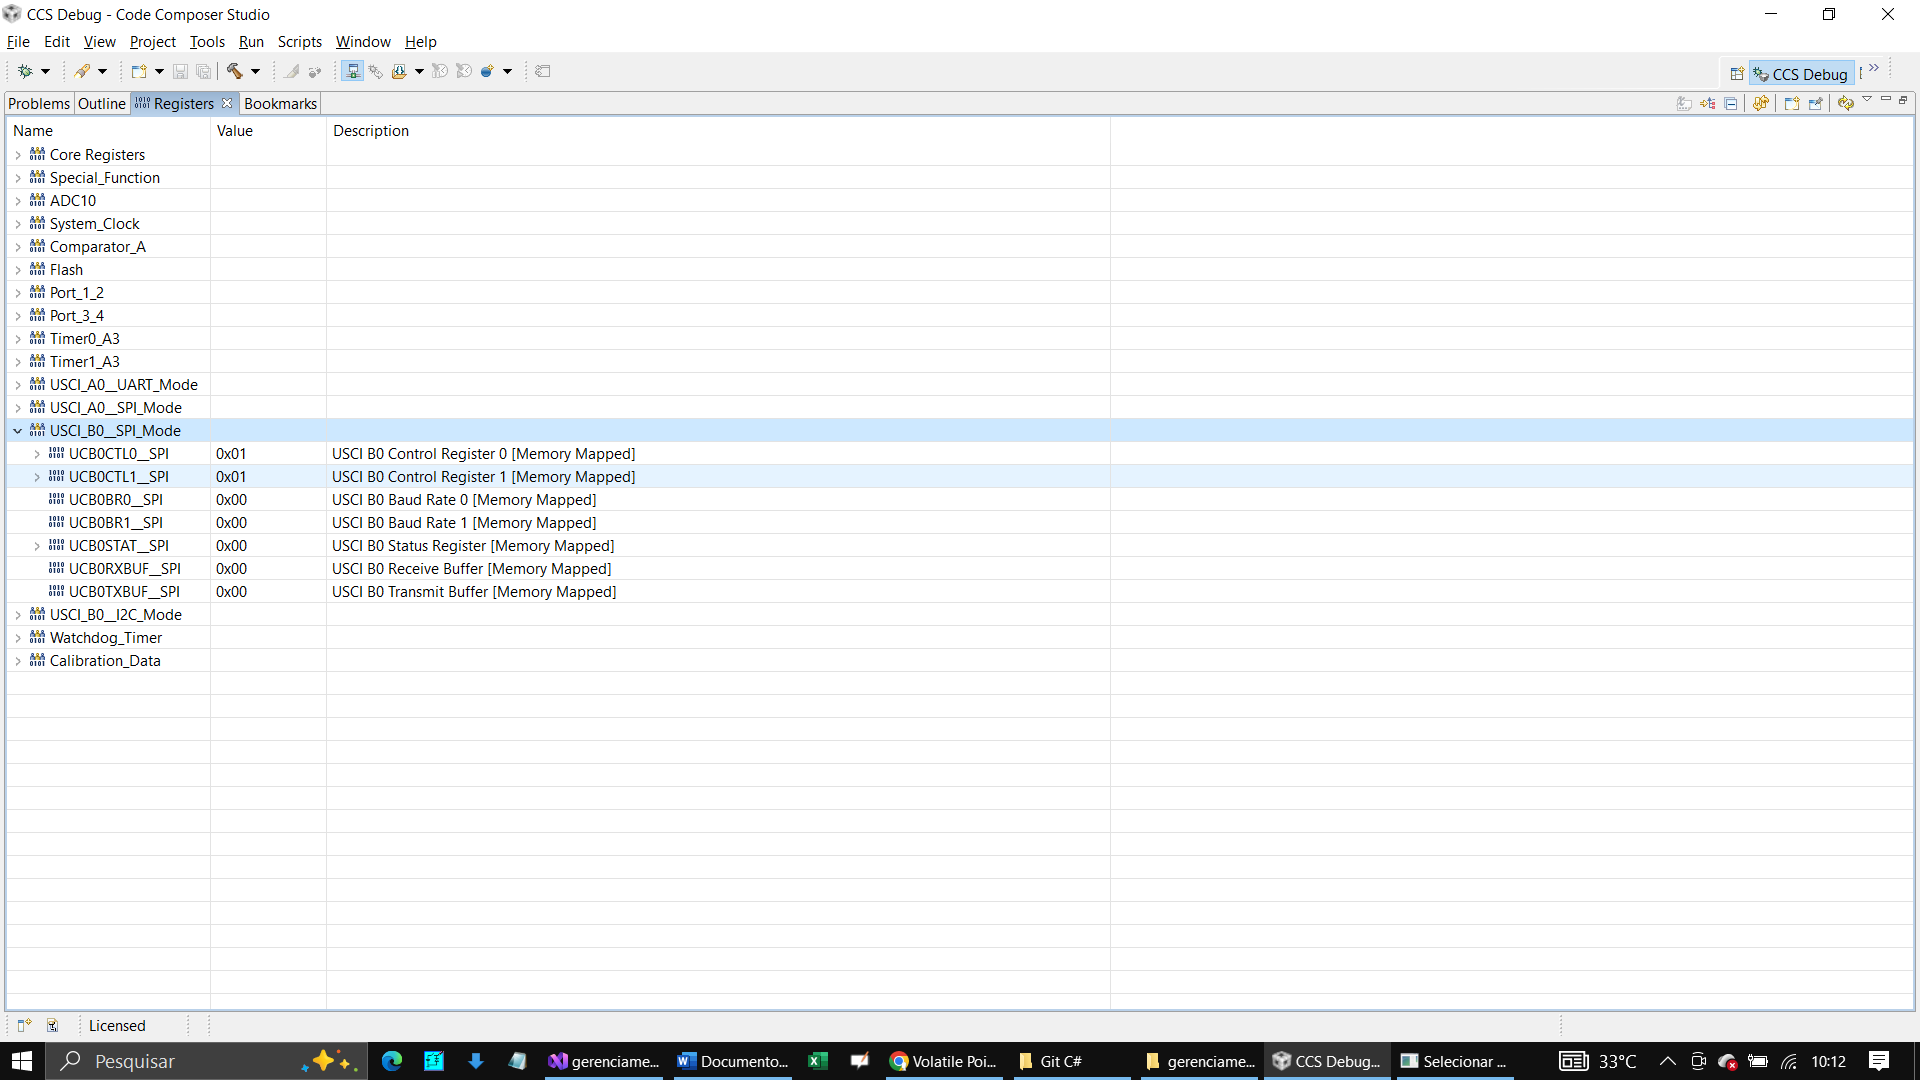 CCS Debug - Code Composer Studio
File Edit View Project Tools Run Scripts Window Help
CCS Debug
Problems Outline Registers Bookmarks
Name Value Description
Core Registers
Special_Function
ADC10
System_Clock
Comparator_A
Flash
Port_1_2
Port_3_4
Timer0_A3
Timer1_A3
USCI_A0__UART_Mode
USCI_A0__SPI_Mode
USCI_B0__SPI_Mode
UCB0CTL0__SPI 0x01 USCI B0 Control Register 0 [Memory Mapped]
UCB0CTL1__SPI 0x01 USCI B0 Control Register 1 [Memory Mapped]
UCB0BR0__SPI 0x00 USCI B0 Baud Rate 0 [Memory Mapped]
UCB0BR1__SPI 0x00 USCI B0 Baud Rate 1 [Memory Mapped]
UCB0STAT__SPI 0x00 USCI B0 Status Register [Memory Mapped]
UCB0RXBUF__SPI 0x00 USCI B0 Receive Buffer [Memory Mapped]
UCB0TXBUF__SPI 0x00 USCI B0 Transmit Buffer [Memory Mapped]
USCI_B0__I2C_Mode
Watchdog_Timer
Calibration_Data
Licensed
Pesquisar gerenciame... Documento... Volatile Poi... Git C# gerenciame... CCS Debug... Selecionar ... 33°C 10:12